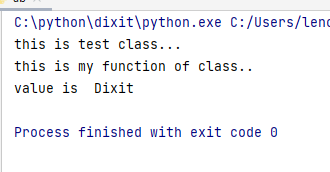 C:\python\dixit\python.exe C:/Users/leno
this is test class...
this is my function of class..
value is  Dixit
Process finished with exit code 0